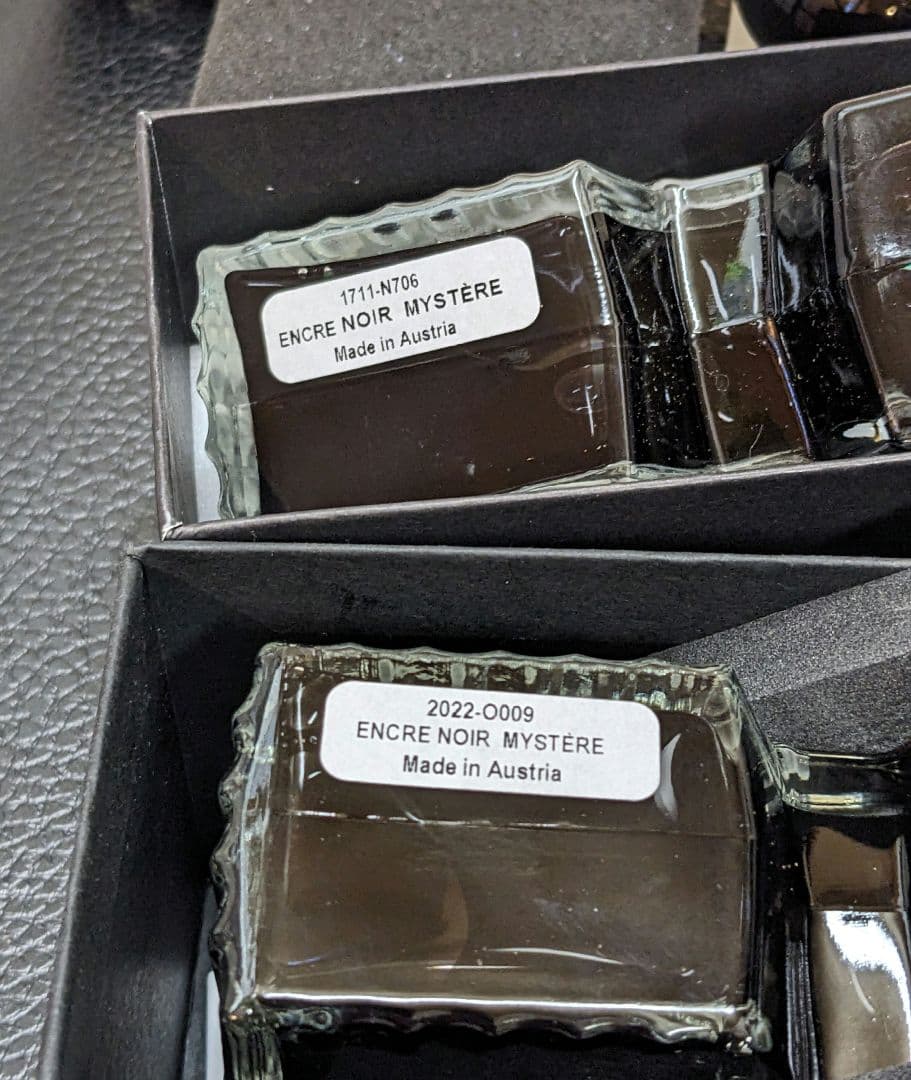 1711-N706
ENCRE NOIR MYSTÈRE
Made in Austria
2022-O009
ENCRE NOIR MYSTÈRE
Made in Austria